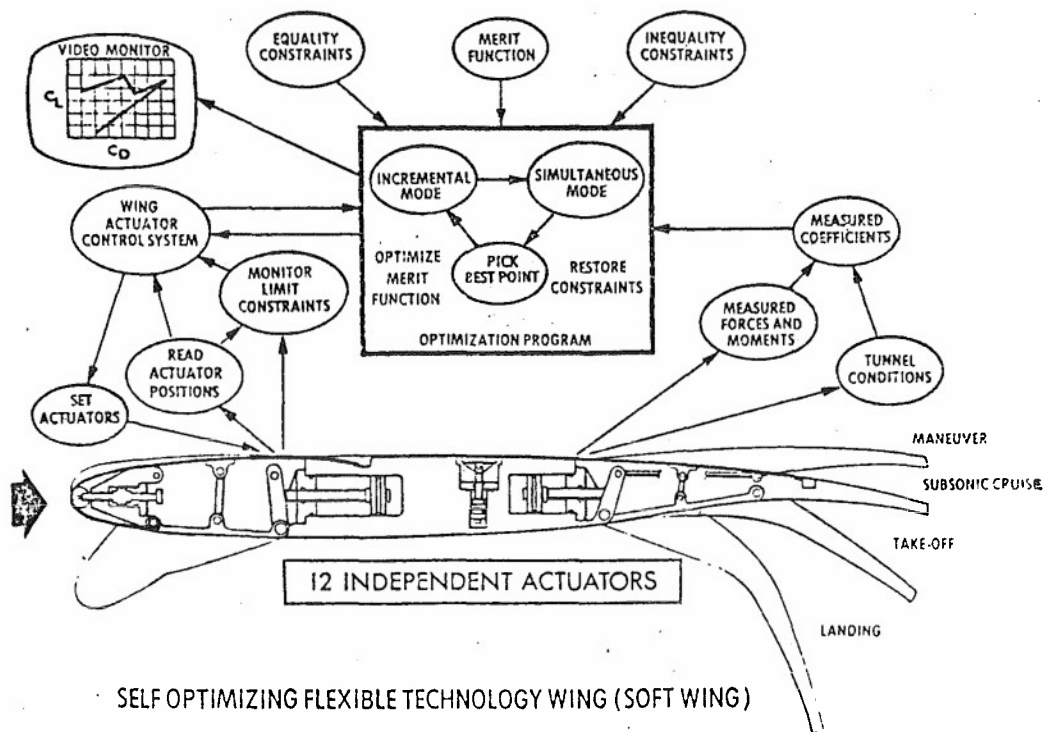 EQUALITY
CONSTRAINTS
MERIT
FUNCTION
INEQUALITY
CONSTRAINTS
VIDEO MONITOR
CL
CD
INCREMENTAL
MODE
SIMULTANEOUS
MODE
PICK
BEST POINT
OPTIMIZE
MERIT
FUNCTION
RESTORE
CONSTRAINTS
OPTIMIZATION PROGRAM
WING
ACTUATOR
CONTROL SYSTEM
MONITOR
LIMIT
CONSTRAINTS
READ
ACTUATOR
POSITIONS
SET
ACTUATORS
MEASURED
COEFFICIENTS
MEASURED
FORCES AND
MOMENTS
TUNNEL
CONDITIONS
MANEUVER
SUBSONIC CRUISE
TAKE-OFF
LANDING
12 INDEPENDENT ACTUATORS
SELF OPTIMIZING FLEXIBLE TECHNOLOGY WING (SOFT WING)